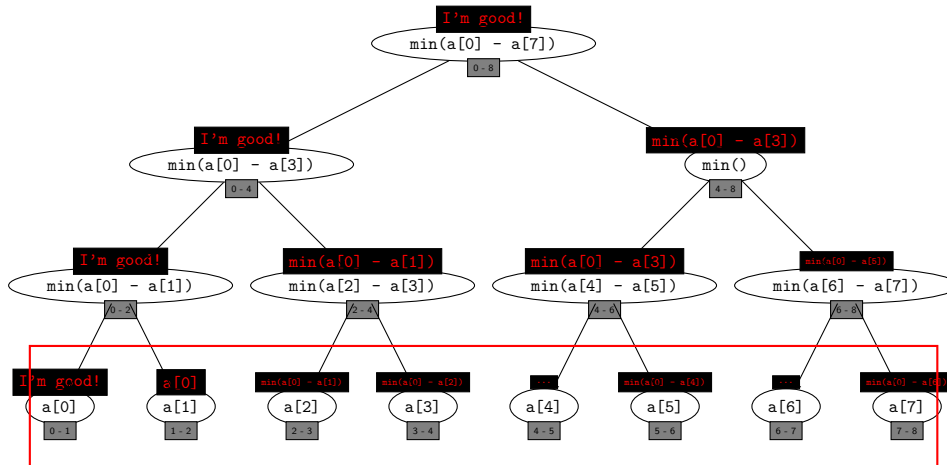 I'm good!
min(a[0] - a[7])
0 - 8
I'm good!
min(a[0] - a[3])
min(a[0] - a[3])
min()
0 - 4
4 - 8
I'm good!
min(a[0] - a[1])
min(a[0] - a[3])
min(a[0] - a[5])
min(a[0] - a[1])
min(a[2] - a[3])
min(a[4] - a[5])
min(a[6] - a[7])
0 - 2
2 - 4
4 - 6
6 - 8
I'm good!
a[0]
min(a[0] - a[1])
min(a[0] - a[2])
---
min(a[0] - a[4])
---
min(a[0] - a[6])
a[0]
a[1]
a[2]
a[3]
a[4]
a[5]
a[6]
a[7]
0 - 1
1 - 2
2 - 3
3 - 4
4 - 5
5 - 6
6 - 7
7 - 8